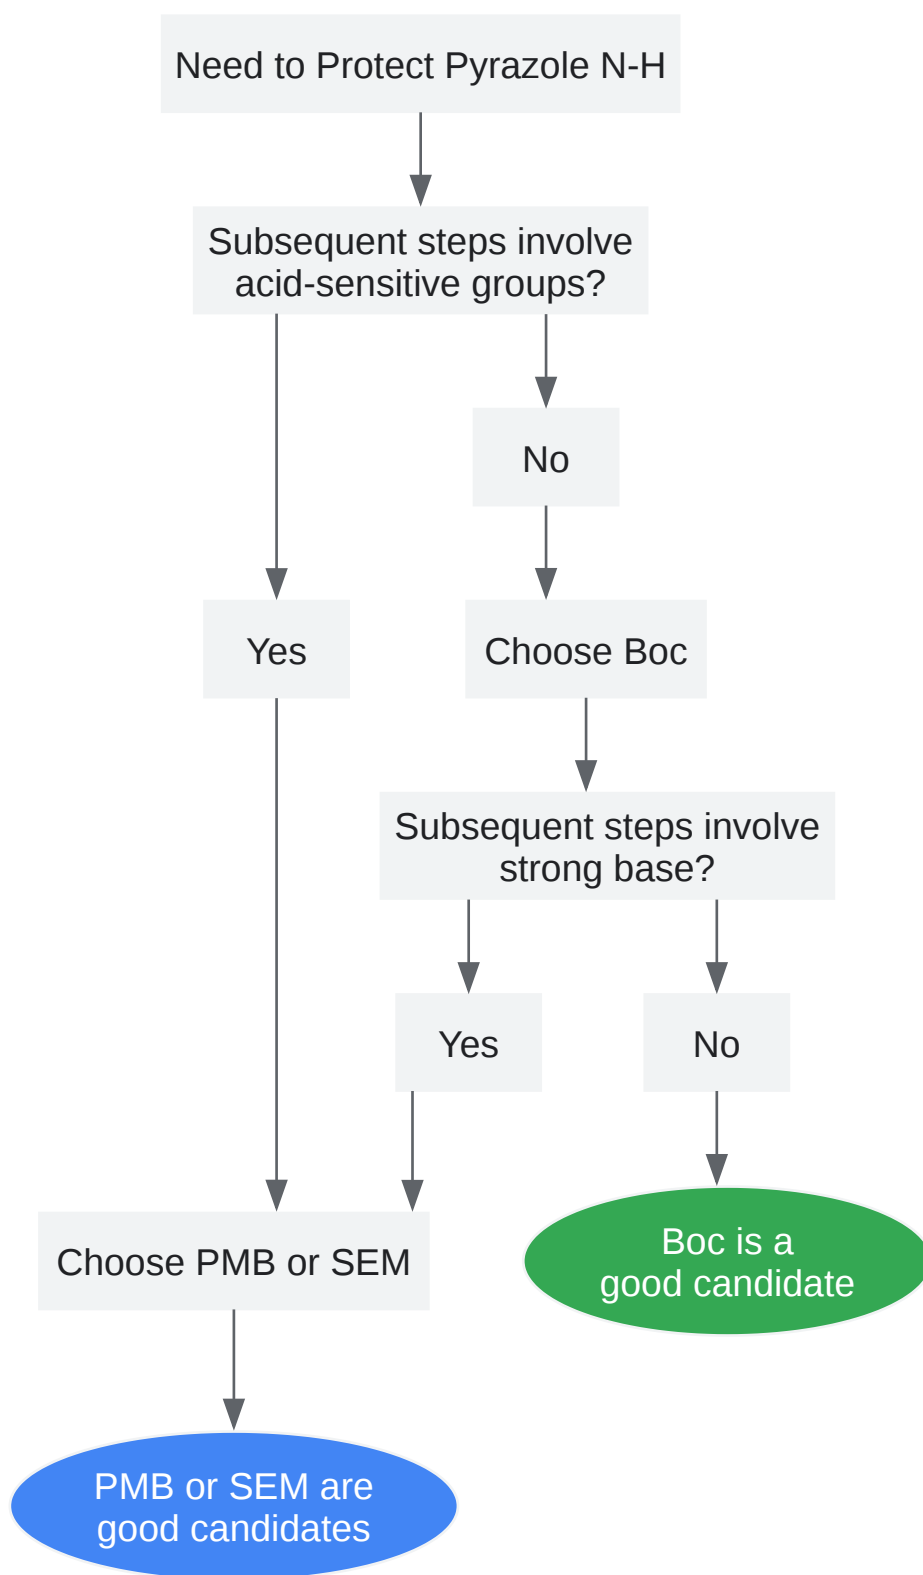 Need to Protect Pyrazole N-H
Subsequent steps involve
acid-sensitive groups?
No
Yes
Choose Boc
Subsequent steps involve
strong base?
Yes
No
Choose PMB or SEM
Boc is a
good candidate
PMB or SEM are
good candidates